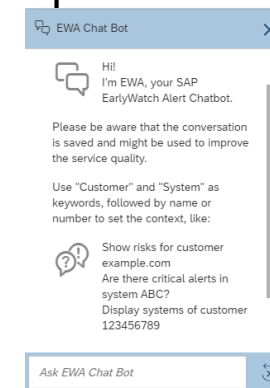 EWA Chat Bot
Hi!
I'm EWA, your SAP
EarlyWatch Alert Chatbot.
Please be aware that the conversation
is saved and might be used to improve
the service quality.
Use "Customer" and "System" as
keywords, followed by name or
number to set the context, like:
Show risks for customer
example.com
Are there critical alerts in
system ABC?
Display systems of customer
123456789
Ask EWA Chat Bot